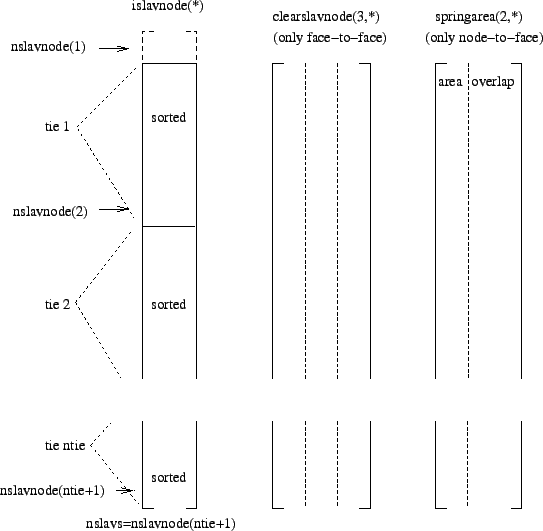 islavnode(*)
clearslavnode(3,*)
(only face-to-face)
springarea(2,*)
(only node-to-face)
nslavnode(1)
area overlap
tie 1
sorted
nslavnode(2)
tie 2
sorted
tie ntie
sorted
nslavnode(ntie+1)
nslavs=nslavnode(ntie+1)